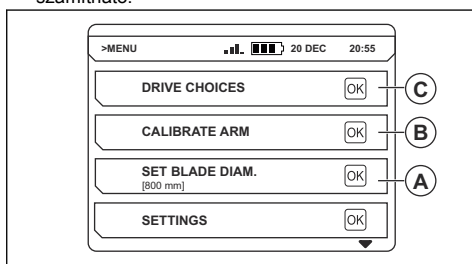 számítható.
>MENU 20 DEC 20:55
DRIVE CHOICES OK C
CALIBRATE ARM OK B
SET BLADE DIAM. OK A
[800 mm]
SETTINGS OK